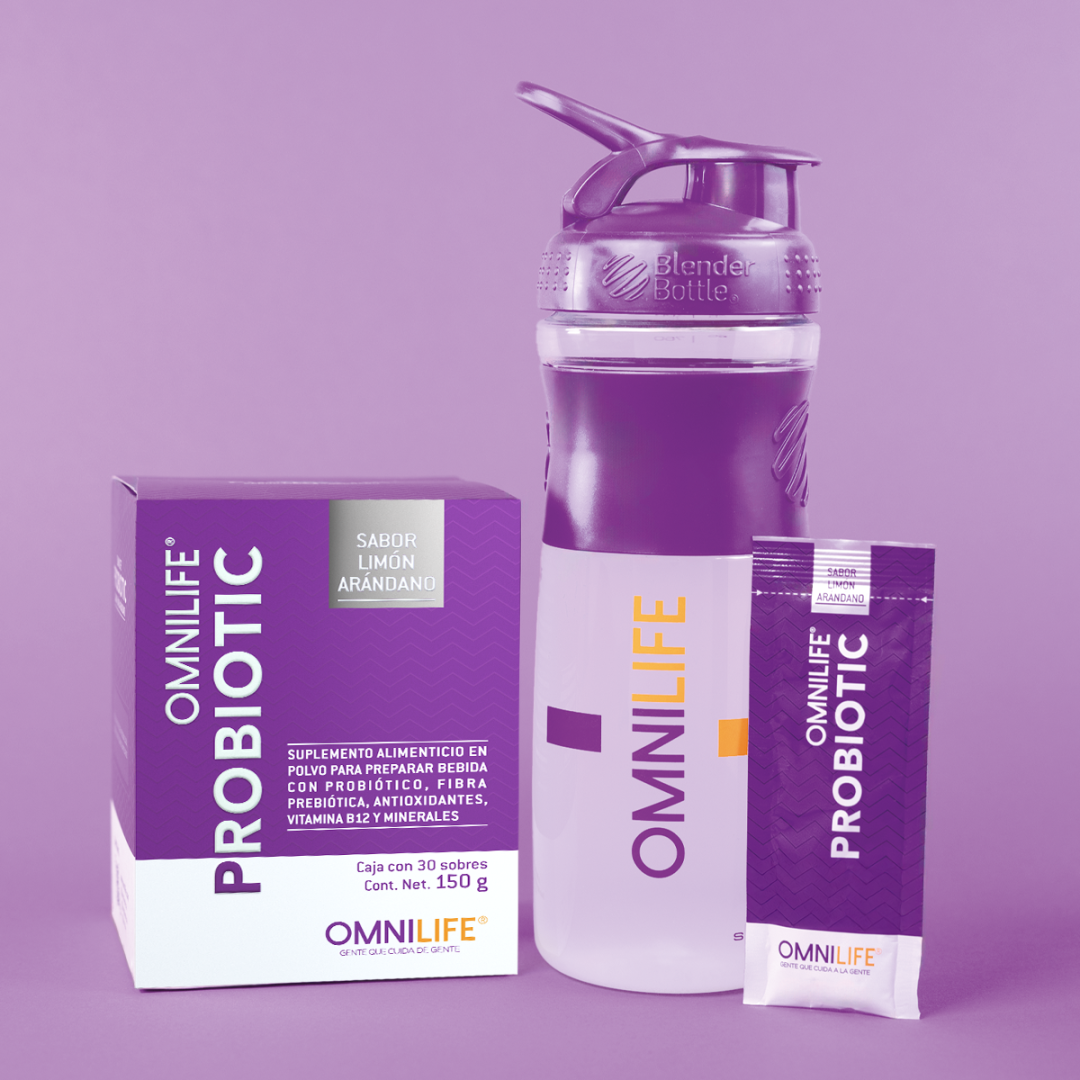 OMNILIFE®
PROBIOTIC
SABOR
LIMÓN
ARÁNDANO
SUPLEMENTO ALIMENTICIO EN
POLVO PARA PREPARAR BEBIDA
CON PROBIÓTICO, FIBRA
PREBIÓTICA, ANTIOXIDANTES,
VITAMINA B12 Y MINERALES
Caja con 30 sobres
Cont. Net. 150 g
OMNILIFE®
GENTE QUE CUIDA DE GENTE
Blender
Bottle®
OMNILIFE
S
SABOR
LIMÓN
ARÁNDANO
OMNILIFE®
PROBIOTIC
OMNILIFE®
GENTE QUE CUIDA A LA GENTE